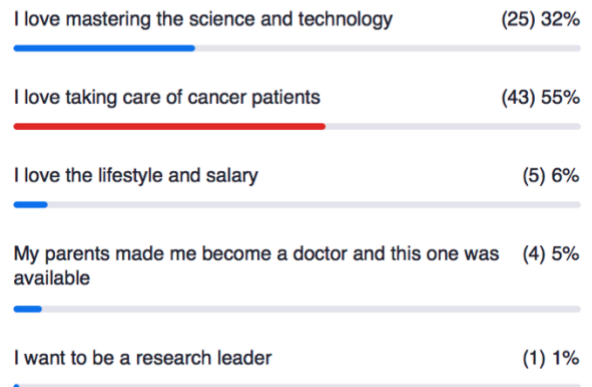 I love mastering the science and technology (25) 32%
I love taking care of cancer patients (43) 55%
I love the lifestyle and salary (5) 6%
My parents made me become a doctor and this one was (4) 5%
available
I want to be a research leader (1) 1%